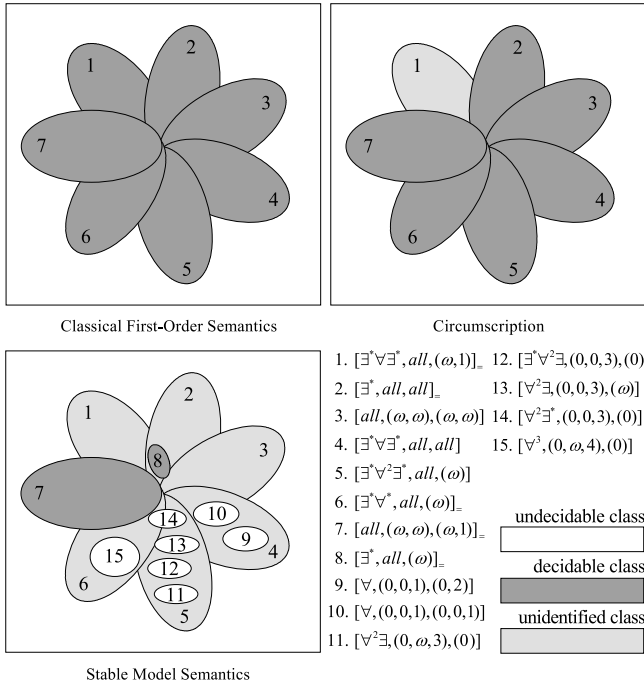 1
2
3
4
5
6
7
Classical First-Order Semantics
1
2
3
4
5
6
7
Circumscription
1
2
3
4
5
6
7
8
9
10
11
12
13
14
15
Stable Model Semantics
1. [∃*∀∃*, all, (ω,1)]₌
2. [∃*, all, all]₌
3. [all, (ω,ω), (ω,ω)]
4. [∃*∀∃*, all, all]
5. [∃*∀²∃*, all, (ω)]
6. [∃*∀*, all, (ω)]₌
7. [all, (ω,ω), (ω,1)]₌
8. [∃*, all, (ω)]₌
9. [∀, (0,0,1), (0,2)]
10. [∀, (0,0,1), (0,0,1)]
11. [∀²∃, (0,ω,3), (0)]
12. [∃*∀²∃, (0,0,3), (0)]
13. [∀²∃, (0,0,3), (ω)]
14. [∀²∃*, (0,0,3), (0)]
15. [∀³, (0,ω,4), (0)]
undecidable class
decidable class
unidentified class